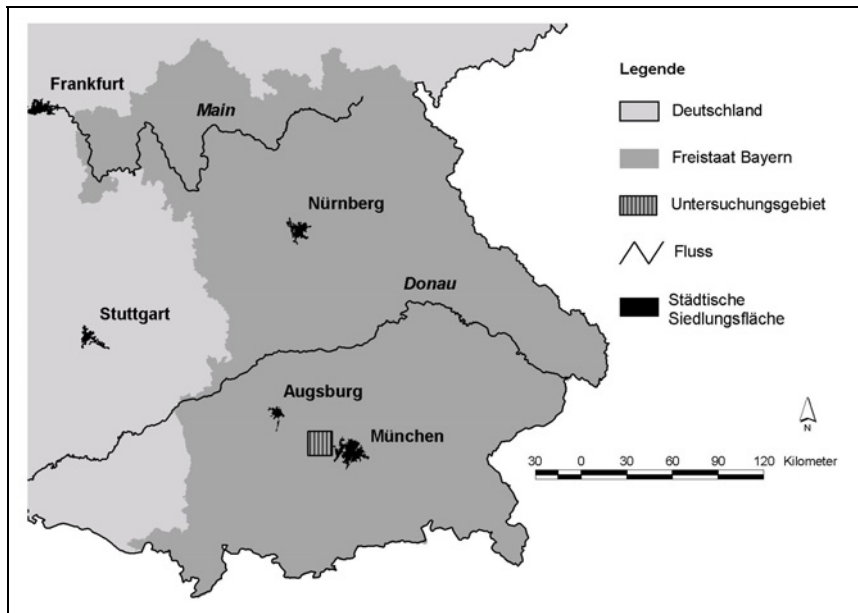 Frankfurt
Main
Nürnberg
Donau
Stuttgart
Augsburg
München
Legende
Deutschland
Freistaat Bayern
Untersuchungsgebiet
Fluss
Städtische
Siedlungsfläche
N
30 0 30 60 90 120 Kilometer